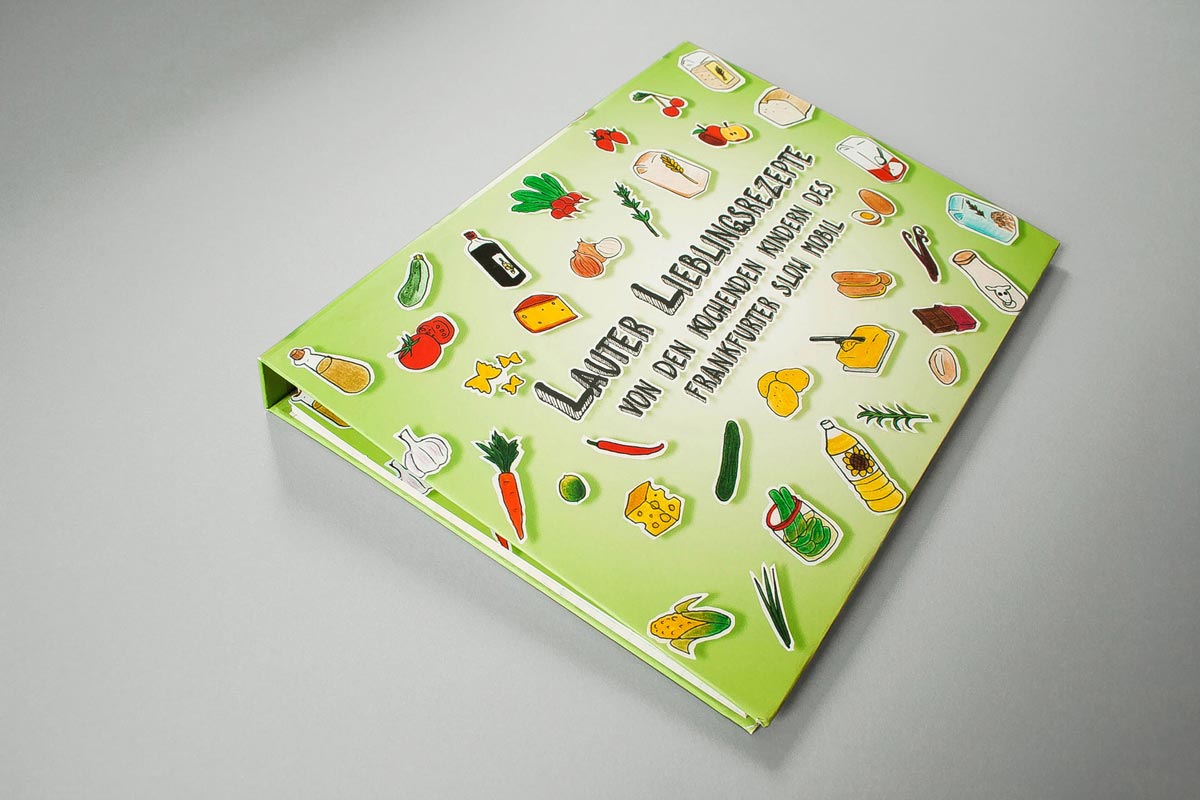 LAUTER LIEBLINGSREZEPTE
VON DEN KOCHENDEN KINDERN DES
FRANKFURTER SLOW MOBIL